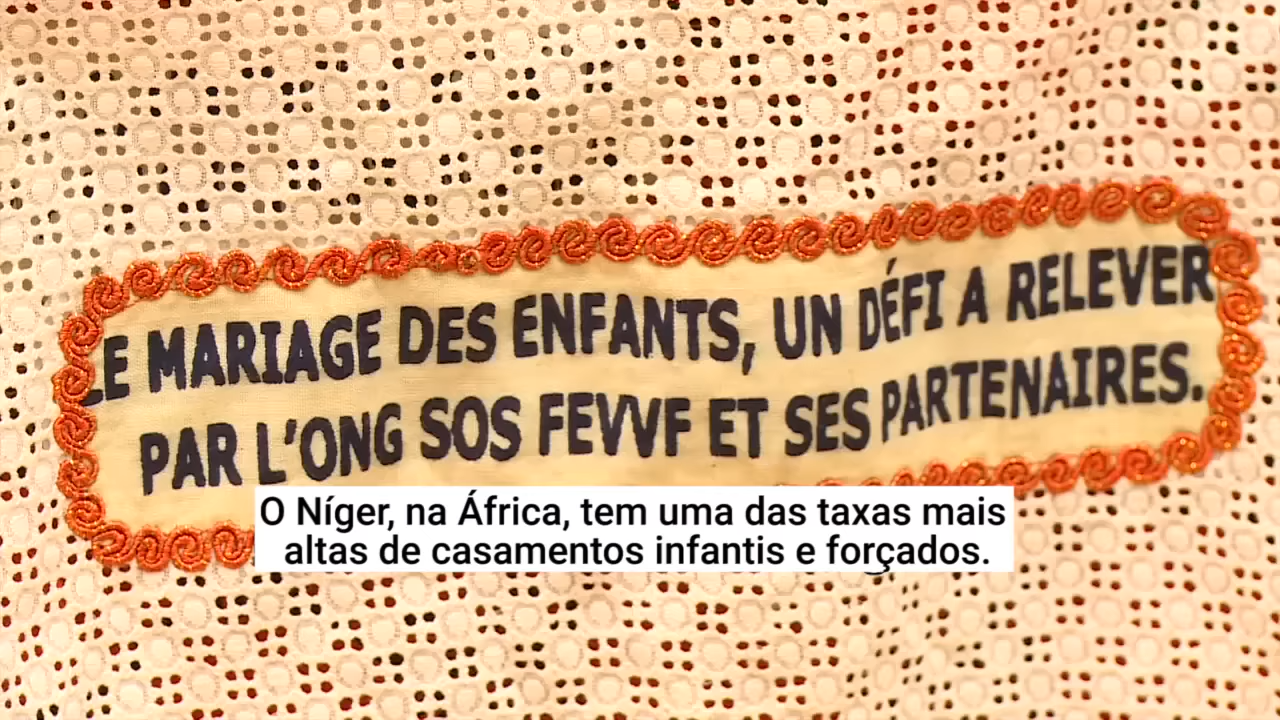 LE MARIAGE DES ENFANTS, UN DÉFI A RELEVER
PAR L'ONG SOS FEVVF ET SES PARTENAIRES.
O Níger, na África, tem uma das taxas mais
altas de casamentos infantis e forçados.